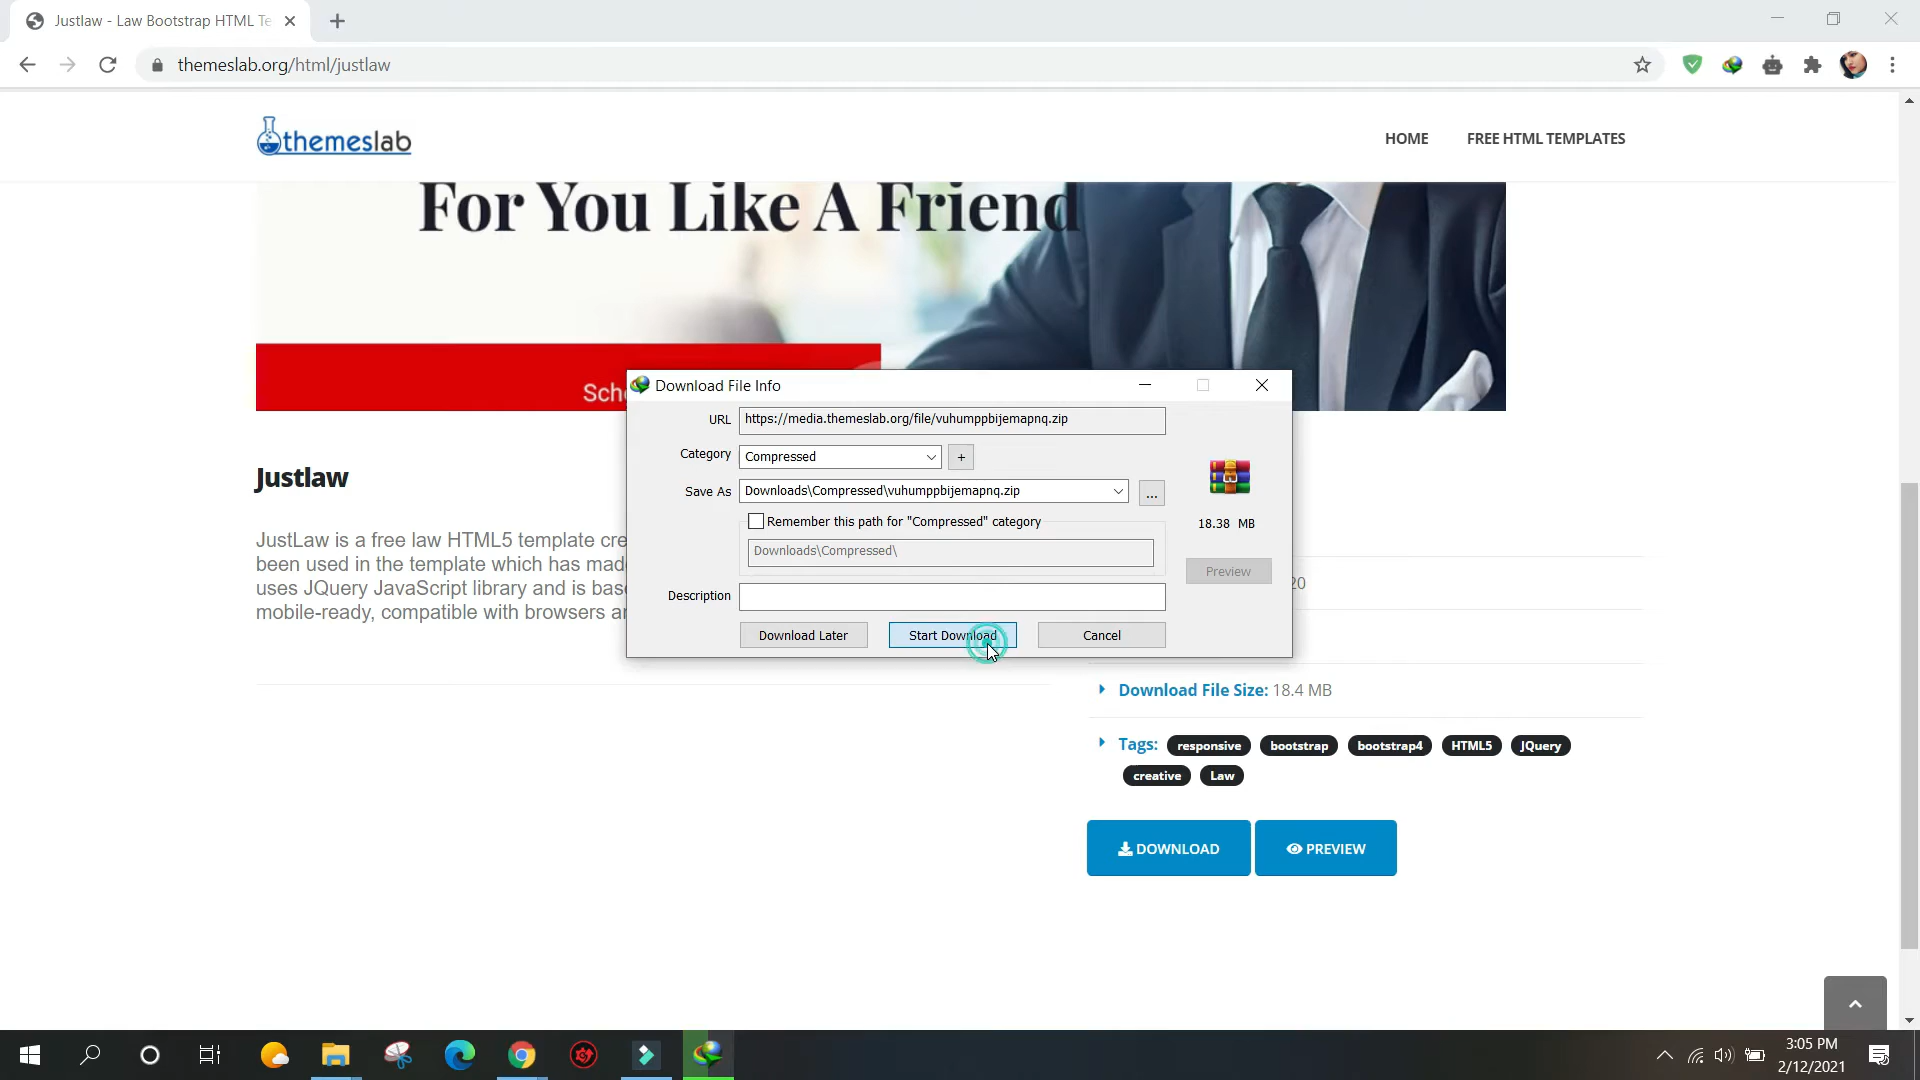 Justlaw - Law Bootstrap HTML Te
themeslab.org/html/justlaw
themeslab
HOME
FREE HTML TEMPLATES
For You Like A Friend
Sch
Download File Info
URL
https://media.themeslab.org/file/vuhumppbijemapnq.zip
Category
Compressed
+
Save As
Downloads\Compressed\vuhumppbijemapnq.zip
...
Remember this path for "Compressed" category
Downloads\Compressed\
18.38 MB
Preview
Description
Download Later
Start Download
Cancel
Justlaw
JustLaw is a free law HTML5 template cre
been used in the template which has mad
uses JQuery JavaScript library and is bas
mobile-ready, compatible with browsers a
20
Download File Size: 18.4 MB
Tags: responsive bootstrap bootstrap4 HTML5 JQuery
creative Law
DOWNLOAD
PREVIEW
3:05 PM
2/12/2021